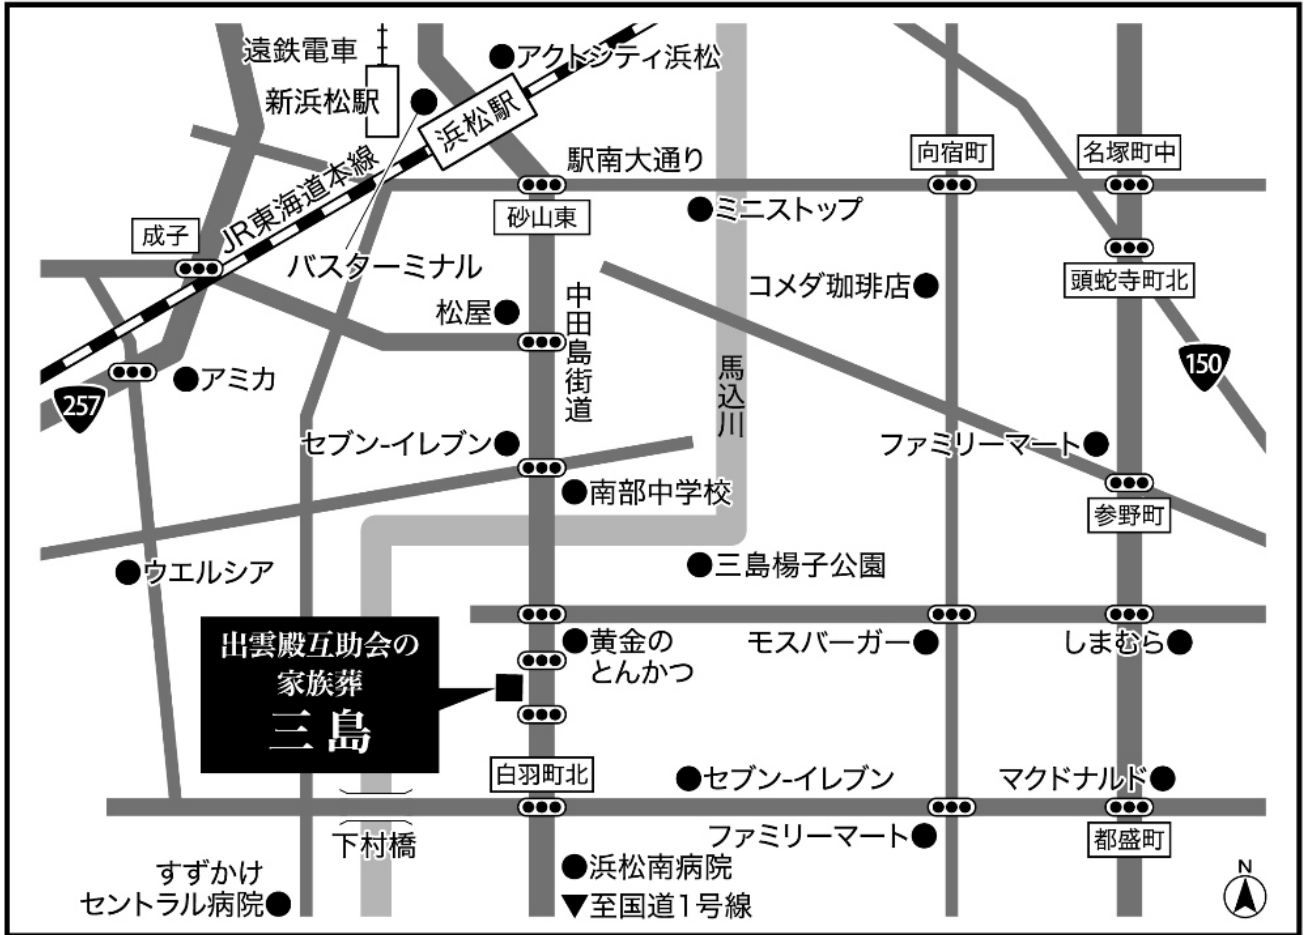 遠鉄電車
アクトシティ浜松
新浜松駅
浜松駅
駅南大通り
向宿町
名塚町中
JR東海道本線
砂山東
ミニストップ
成子
バスターミナル
コメダ珈琲店
頭蛇寺町北
松屋
中田島街道
馬込川
150
アミカ
257
セブン-イレブン
ファミリーマート
南部中学校
参野町
三島楊子公園
ウエルシア
出雲殿互助会の
家族葬
三島
黄金の
とんかつ
モスバーガー
しまむら
白羽町北
セブン-イレブン
マクドナルド
下村橋
ファミリーマート
都盛町
すずかけ
セントラル病院
浜松南病院
▼至国道1号線
N